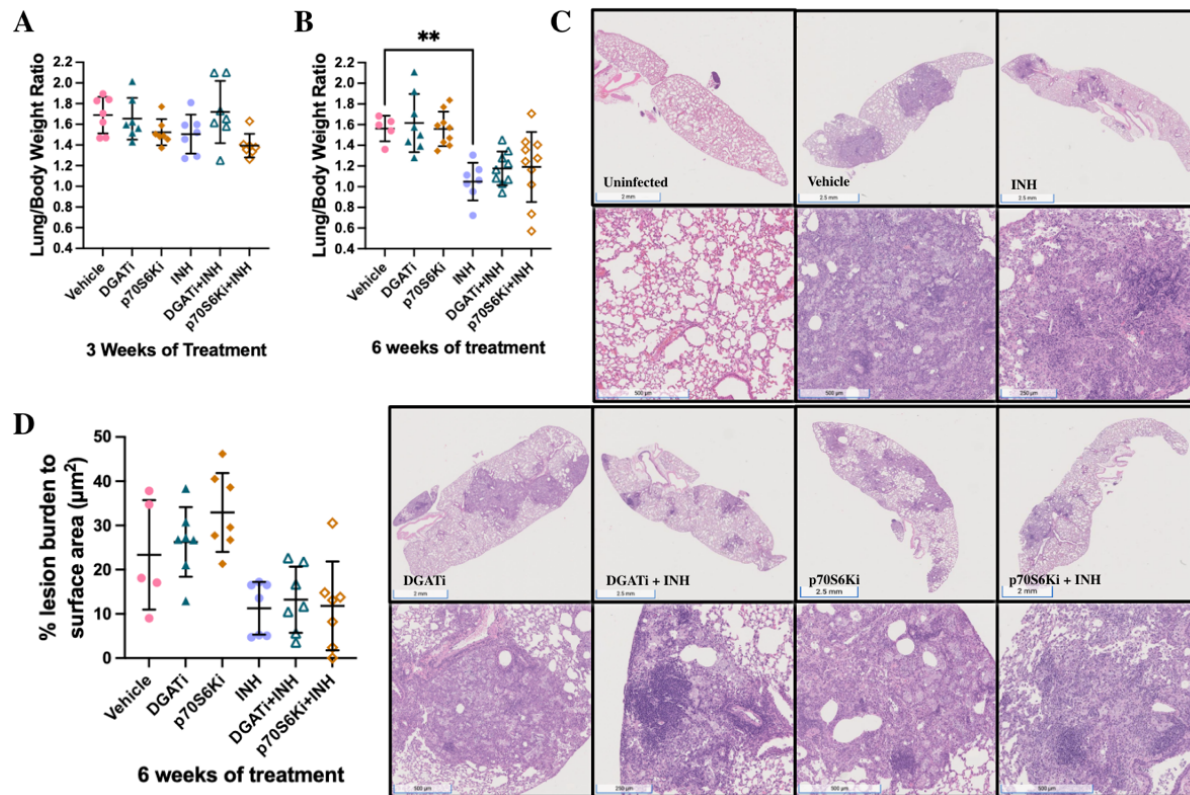 A
Lung/Body Weight Ratio
2.2
2.0
1.8
1.6
1.4
1.2
1.0
0.8
0.6
0.4
Vehicle
DGATi
p70S6Ki
INH
DGATi+INH
p70S6Ki+INH
3 Weeks of Treatment
B
**
Lung/Body Weight Ratio
2.2
2.0
1.8
1.6
1.4
1.2
1.0
0.8
0.6
0.4
Vehicle
DGATi
p70S6Ki
INH
DGATi+INH
p70S6Ki+INH
6 weeks of treatment
C
Uninfected
2 mm
Vehicle
2.5 mm
INH
2.5 mm
500 µm
500 µm
250 µm
D
% lesion burden to
surface area (µm²)
50
40
30
20
10
0
Vehicle
DGATi
p70S6Ki
INH
DGATi+INH
p70S6Ki+INH
6 weeks of treatment
DGATi
2 mm
DGATi + INH
2.5 mm
p70S6Ki
2.5 mm
p70S6Ki + INH
2 mm
500 µm
250 µm
500 µm
500 µm